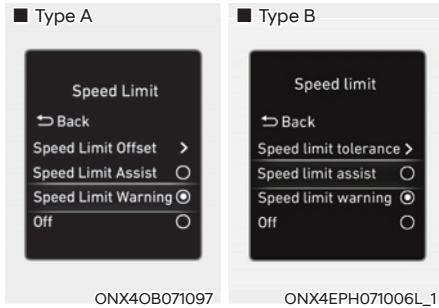 ■ Type A
Speed Limit
Back
Speed Limit Offset >
Speed Limit Assist
Speed Limit Warning
Off
ONX4OB071097
■ Type B
Speed limit
Back
Speed limit tolerance >
Speed limit assist
Speed limit warning
Off
ONX4EPH071006L_1